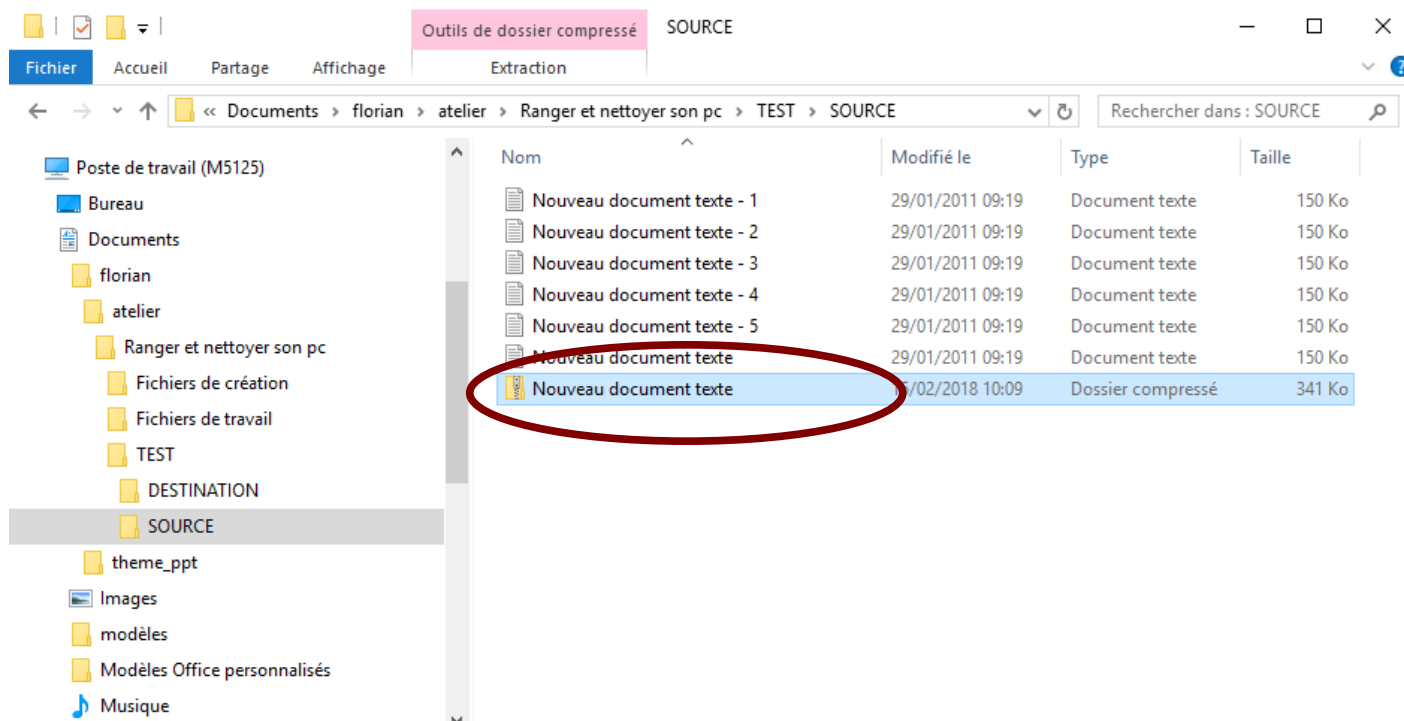 Outils de dossier compressé SOURCE
Fichier Accueil Partage Affichage Extraction ?
« Documents › florian › atelier › Ranger et nettoyer son pc › TEST › SOURCE Rechercher dans : SOURCE
Poste de travail (M5125)
Bureau
Documents
florian
atelier
Ranger et nettoyer son pc
Fichiers de création
Fichiers de travail
TEST
DESTINATION
SOURCE
theme_ppt
Images
modèles
Modèles Office personnalisés
Musique
Nom Modifié le Type Taille
Nouveau document texte - 1 29/01/2011 09:19 Document texte 150 Ko
Nouveau document texte - 2 29/01/2011 09:19 Document texte 150 Ko
Nouveau document texte - 3 29/01/2011 09:19 Document texte 150 Ko
Nouveau document texte - 4 29/01/2011 09:19 Document texte 150 Ko
Nouveau document texte - 5 29/01/2011 09:19 Document texte 150 Ko
Nouveau document texte 29/01/2011 09:19 Document texte 150 Ko
Nouveau document texte 10:09 Dossier compressé 341 Ko